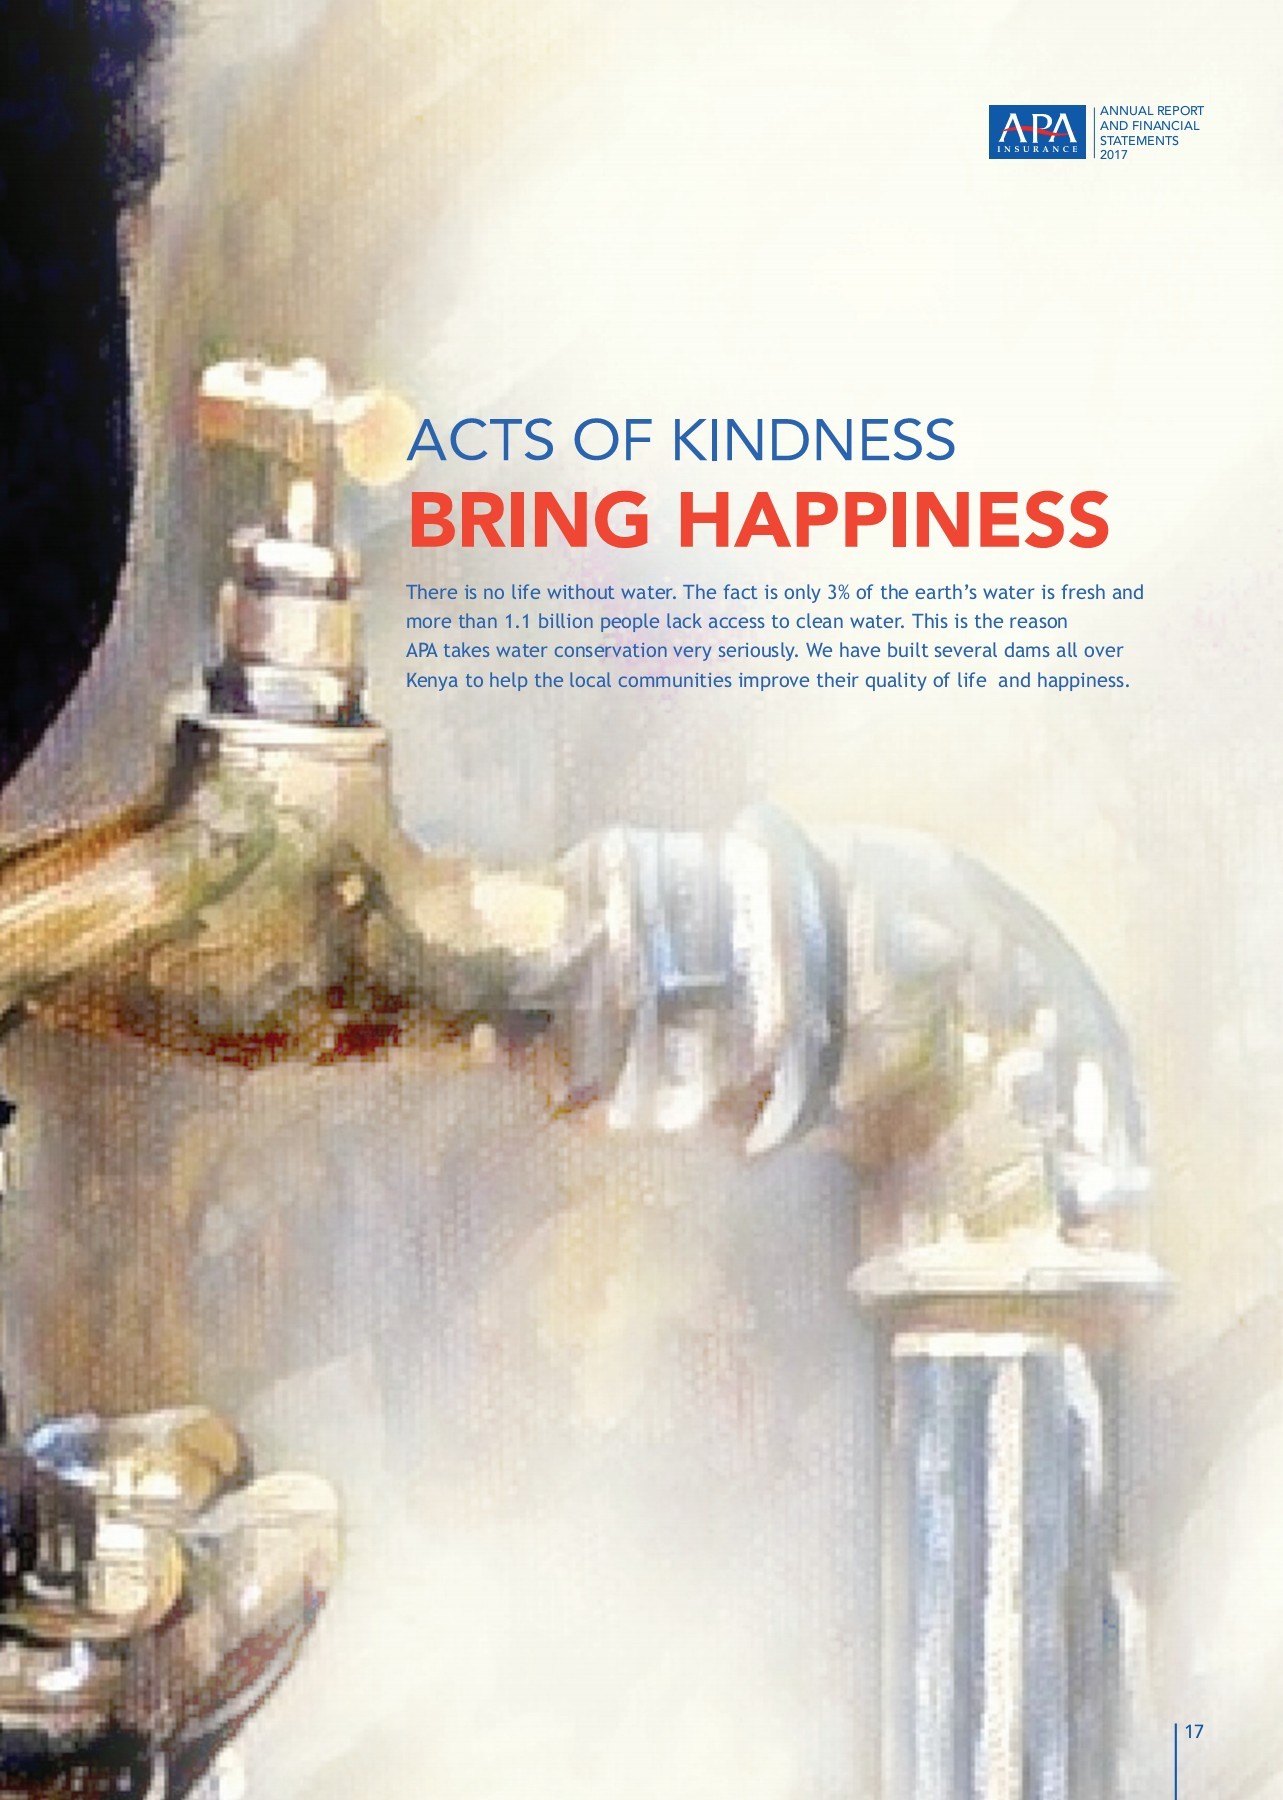 APA
INSURANCE
ANNUAL REPORT
AND FINANCIAL
STATEMENTS
2017
ACTS OF KINDNESS
BRING HAPPINESS
There is no life without water. The fact is only 3% of the earth’s water is fresh and
more than 1.1 billion people lack access to clean water. This is the reason
APA takes water conservation very seriously. We have built several dams all over
Kenya to help the local communities improve their quality of life  and happiness.
17